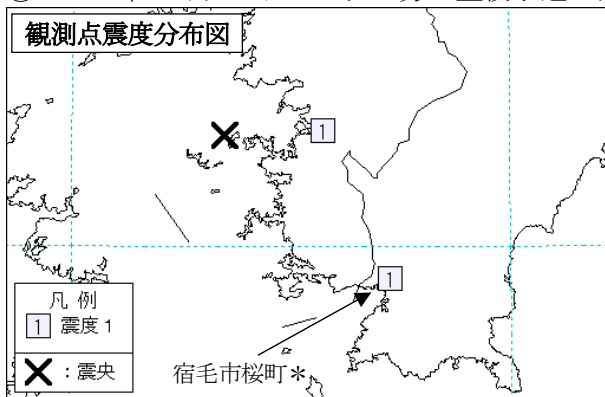 観測点震度分布図
1
1
凡 例
1 震度1
✕ : 震央
宿毛市桜町*